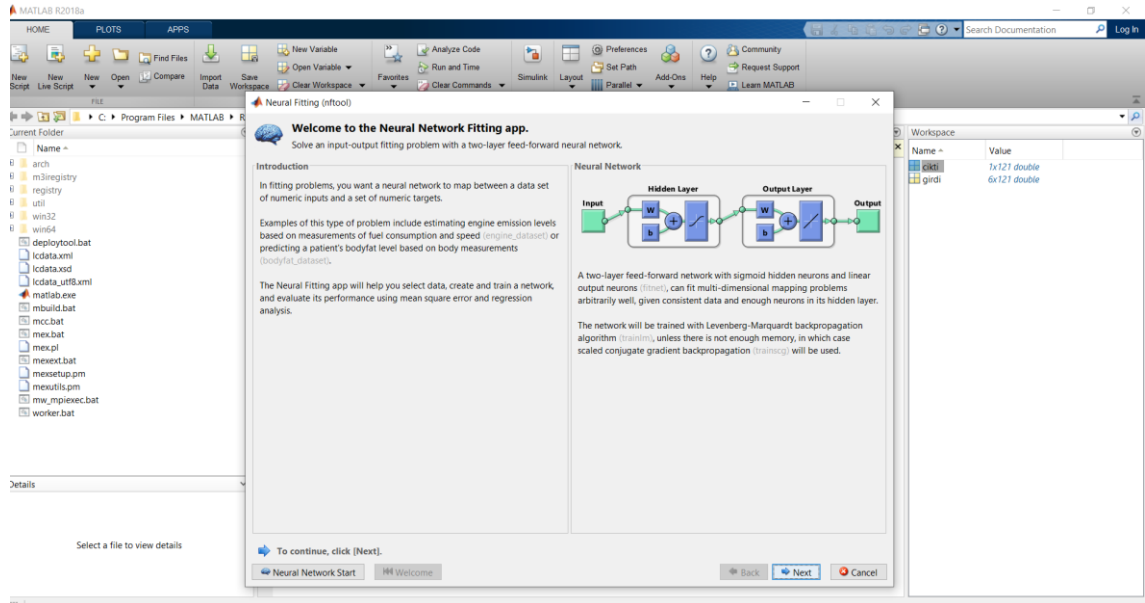 MATLAB R2018a
HOME PLOTS APPS
Search Documentation Log In
New Script
New Live Script
New
Open
Find Files
Compare
Import Data
Save Workspace
New Variable
Open Variable
Clear Workspace
Favorites
Analyze Code
Run and Time
Clear Commands
Simulink
Layout
Preferences
Set Path
Parallel
Add-Ons
Help
Community
Request Support
Learn MATLAB
FILE
C: Program Files MATLAB
Current Folder
Name
arch
m3iregistry
registry
util
win32
win64
deploytool.bat
lcdata.xml
lcdata.xsd
lcdata_utf8.xml
matlab.exe
mbuild.bat
mcc.bat
mex.bat
mex.pl
mexext.bat
mexsetup.pm
mexutils.pm
mw_mpiexec.bat
worker.bat
Details
Select a file to view details
Neural Fitting (nftool)
Welcome to the Neural Network Fitting app.
Solve an input-output fitting problem with a two-layer feed-forward neural network.
Introduction
In fitting problems, you want a neural network to map between a data set
of numeric inputs and a set of numeric targets.
Examples of this type of problem include estimating engine emission levels
based on measurements of fuel consumption and speed (engine_dataset) or
predicting a patient's bodyfat level based on body measurements
(bodyfat_dataset).
The Neural Fitting app will help you select data, create and train a network,
and evaluate its performance using mean square error and regression
analysis.
Neural Network
Hidden Layer Output Layer
Input Output
W W
b b
A two-layer feed-forward network with sigmoid hidden neurons and linear
output neurons (fitnet), can fit multi-dimensional mapping problems
arbitrarily well, given consistent data and enough neurons in its hidden layer.
The network will be trained with Levenberg-Marquardt backpropagation
algorithm (trainlm), unless there is not enough memory, in which case
scaled conjugate gradient backpropagation (trainscg) will be used.
To continue, click [Next].
Neural Network Start Welcome Back Next Cancel
Workspace
Name Value
cikti 1x121 double
girdi 6x121 double